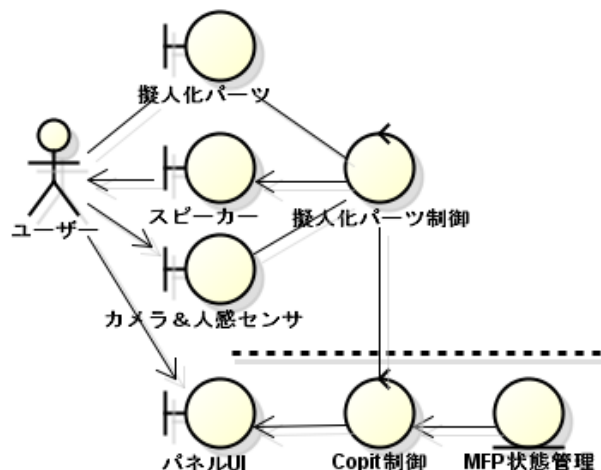 擬人化パーツ
スピーカー
擬人化パーツ制御
ユーザー
カメラ＆人感センサ
パネルUI
Copit制御
MFP状態管理